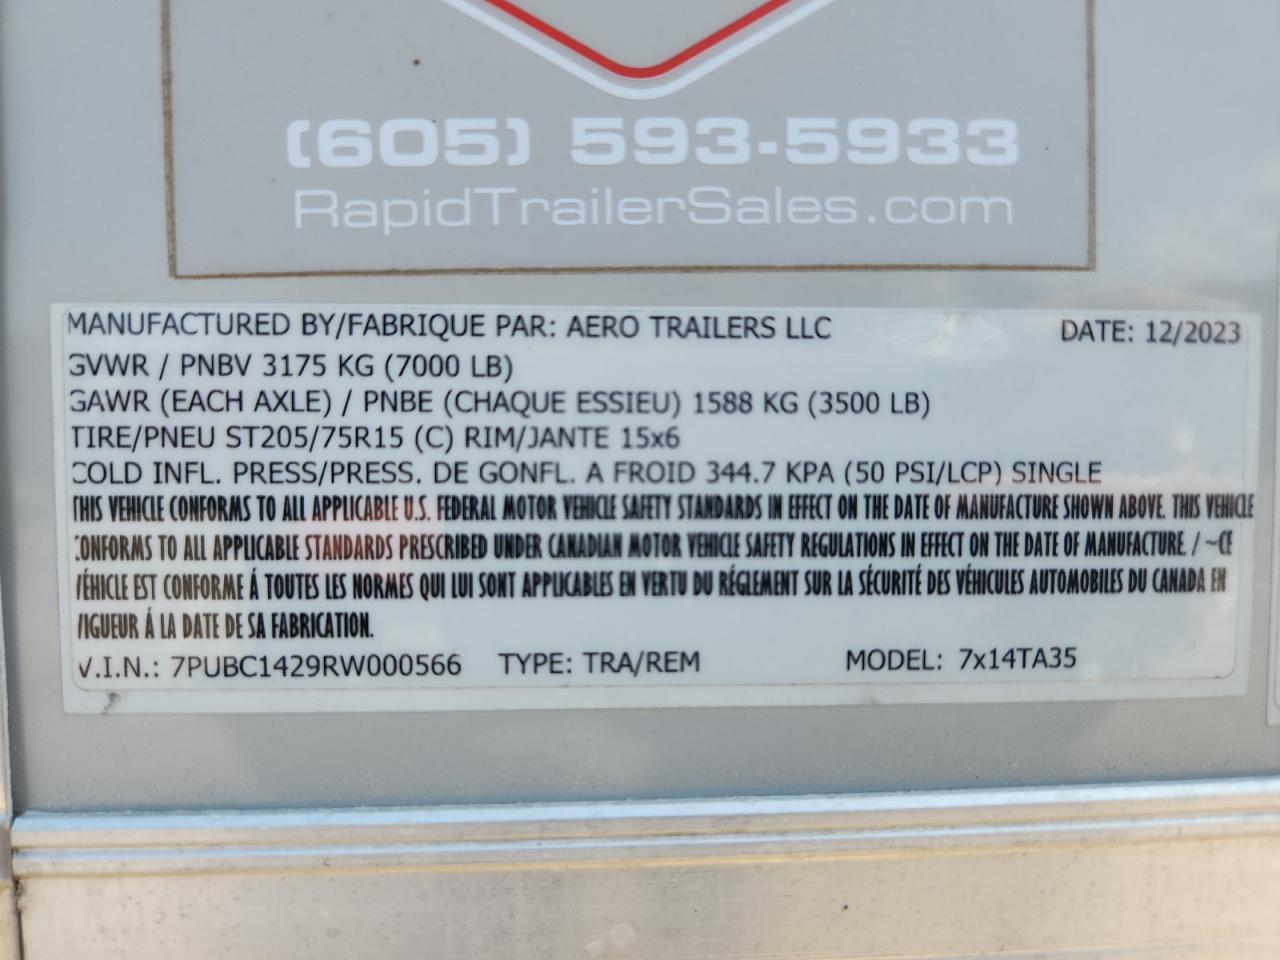 (605) 593-5933
RapidTrailerSales.com
MANUFACTURED BY/FABRIQUE PAR: AERO TRAILERS LLC DATE: 12/2023
GVWR / PNBV 3175 KG (7000 LB)
GAWR (EACH AXLE) / PNBE (CHAQUE ESSIEU) 1588 KG (3500 LB)
TIRE/PNEU ST205/75R15 (C) RIM/JANTE 15x6
COLD INFL. PRESS/PRESS. DE GONFL. A FROID 344.7 KPA (50 PSI/LCP) SINGLE
THIS VEHICLE CONFORMS TO ALL APPLICABLE U.S. FEDERAL MOTOR VEHICLE SAFETY STANDARDS IN EFFECT ON THE DATE OF MANUFACTURE SHOWN ABOVE. THIS VEHICLE
CONFORMS TO ALL APPLICABLE STANDARDS PRESCRIBED UNDER CANADIAN MOTOR VEHICLE SAFETY REGULATIONS IN EFFECT ON THE DATE OF MANUFACTURE. / ~CE
VÉHICLE EST CONFORME Á TOUTES LES NORMES QUI LUI SONT APPLICABLES EN VERTU DU RÉGLEMENT SUR LA SÉCURITÉ DES VÉHICULES AUTOMOBILES DU CANADA EN
VIGUEUR Á LA DATE DE SA FABRICATION.
V.I.N.: 7PUBC1429RW000566 TYPE: TRA/REM MODEL: 7x14TA35